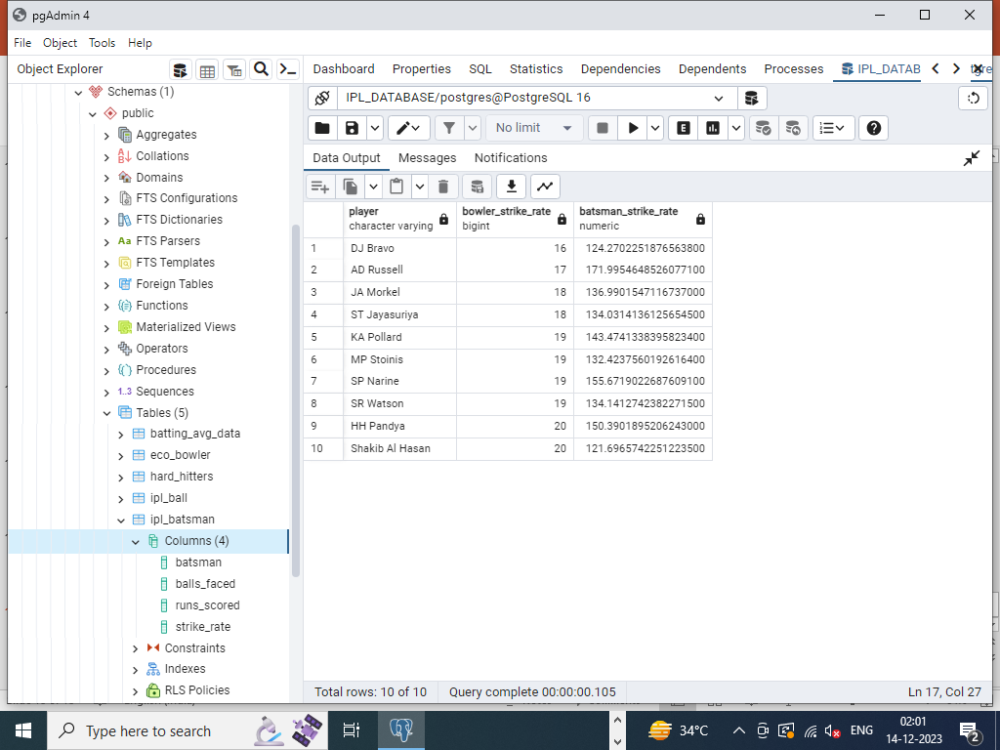 pgAdmin 4
File Object Tools Help
Object Explorer
Dashboard Properties SQL Statistics Dependencies Dependents Processes IPL_DATAB
Schemas (1)
public
Aggregates
Collations
Domains
FTS Configurations
FTS Dictionaries
Aa FTS Parsers
FTS Templates
Foreign Tables
Functions
Materialized Views
Operators
Procedures
1..3 Sequences
Tables (5)
batting_avg_data
eco_bowler
hard_hitters
ipl_ball
ipl_batsman
Columns (4)
batsman
balls_faced
runs_scored
strike_rate
Constraints
Indexes
RLS Policies
IPL_DATABASE/postgres@PostgreSQL 16
No limit
E
Data Output Messages Notifications
player bowler_strike_rate batsman_strike_rate
character varying bigint numeric
1 DJ Bravo 16 124.2702251876563800
2 AD Russell 17 171.9954648526077100
3 JA Morkel 18 136.9901547116737000
4 ST Jayasuriya 18 134.0314136125654500
5 KA Pollard 19 143.4741338395823400
6 MP Stoinis 19 132.4237560192616400
7 SP Narine 19 155.6719022687609100
8 SR Watson 19 134.1412742382271500
9 HH Pandya 20 150.3901895206243000
10 Shakib Al Hasan 20 121.6965742251223500
Total rows: 10 of 10 Query complete 00:00:00.105 Ln 17, Col 27
Type here to search
34°C
ENG
02:01
14-12-2023
2